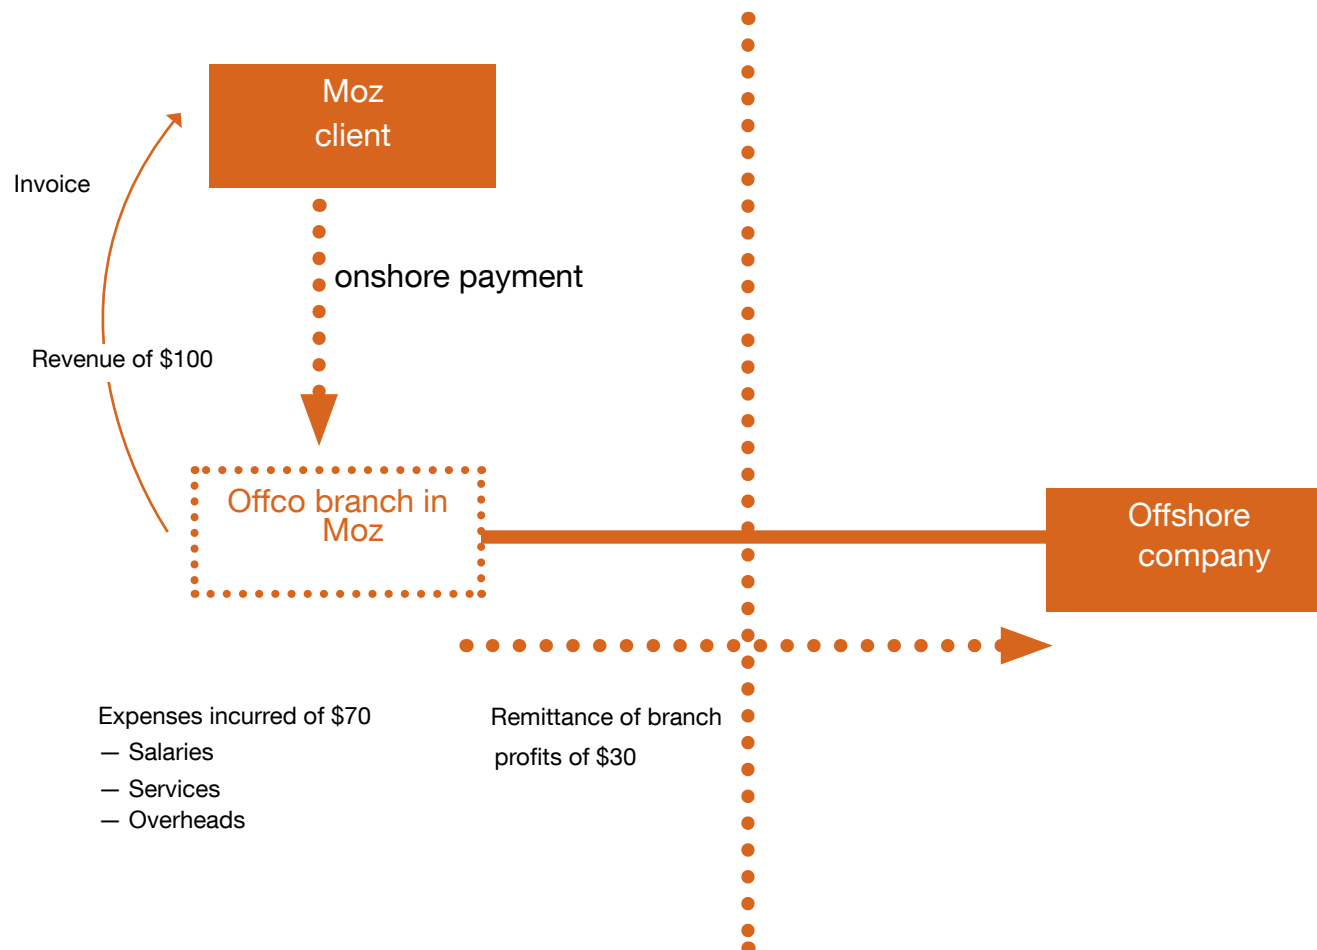 Moz
client
Invoice
onshore payment
Revenue of $100
Offco branch in
Moz
Offshore
company
Expenses incurred of $70
— Salaries
— Services
— Overheads
Remittance of branch
profits of $30